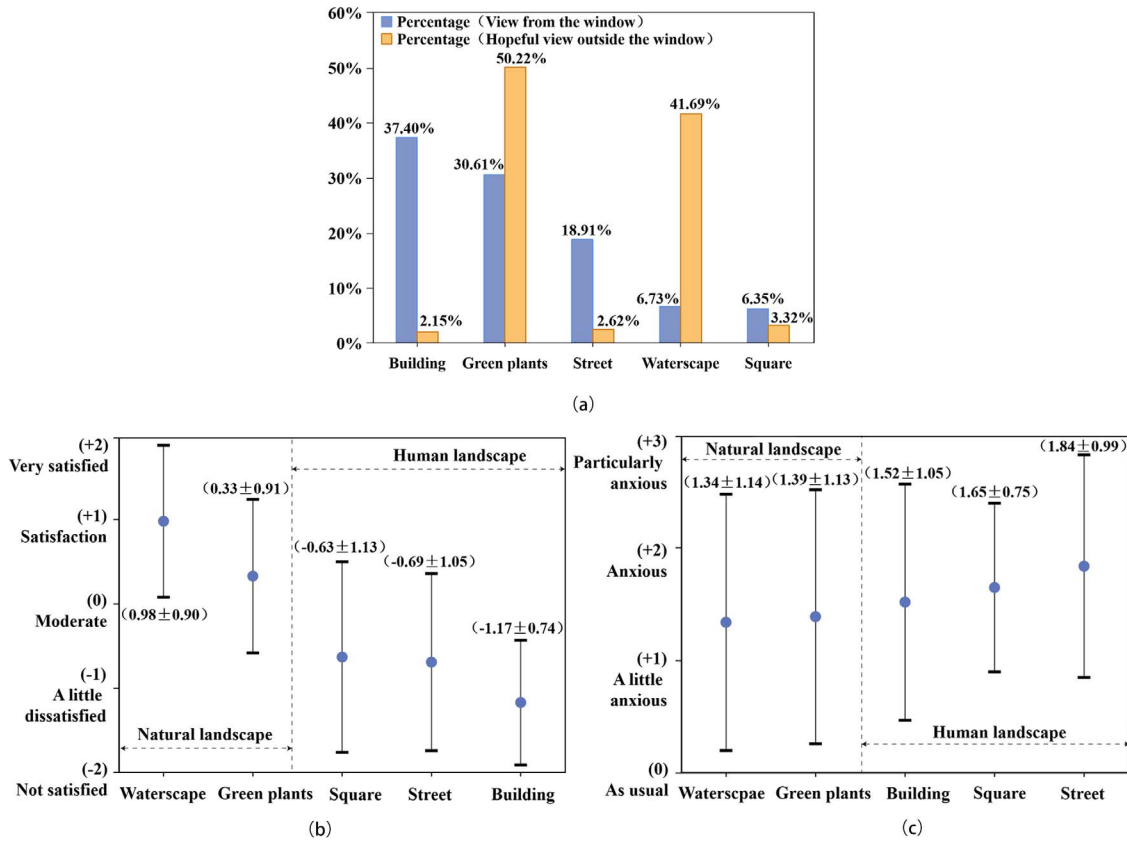 60%
50%
40%
30%
20%
10%
0%
Percentage（View from the window）
Percentage（Hopeful view outside the window）
37.40%
2.15%
30.61%
50.22%
18.91%
2.62%
6.73%
41.69%
6.35%
3.32%
Building
Green plants
Street
Waterscape
Square
(a)
(+2)
Very satisfied
(+1)
Satisfaction
(0)
Moderate
(-1)
A little
dissatisfied
(-2)
Not satisfied
Human landscape
Natural landscape
（0.98±0.90）
（0.33±0.91）
（-0.63±1.13）
（-0.69±1.05）
（-1.17±0.74）
Waterscape
Green plants
Square
Street
Building
(b)
(+3)
Particularly
anxious
(+2)
Anxious
(+1)
A little
anxious
(0)
As usual
Natural landscape
Human landscape
（1.34±1.14）
（1.39±1.13）
（1.52±1.05）
（1.65±0.75）
（1.84±0.99）
Waterscpae
Green plants
Building
Square
Street
(c)